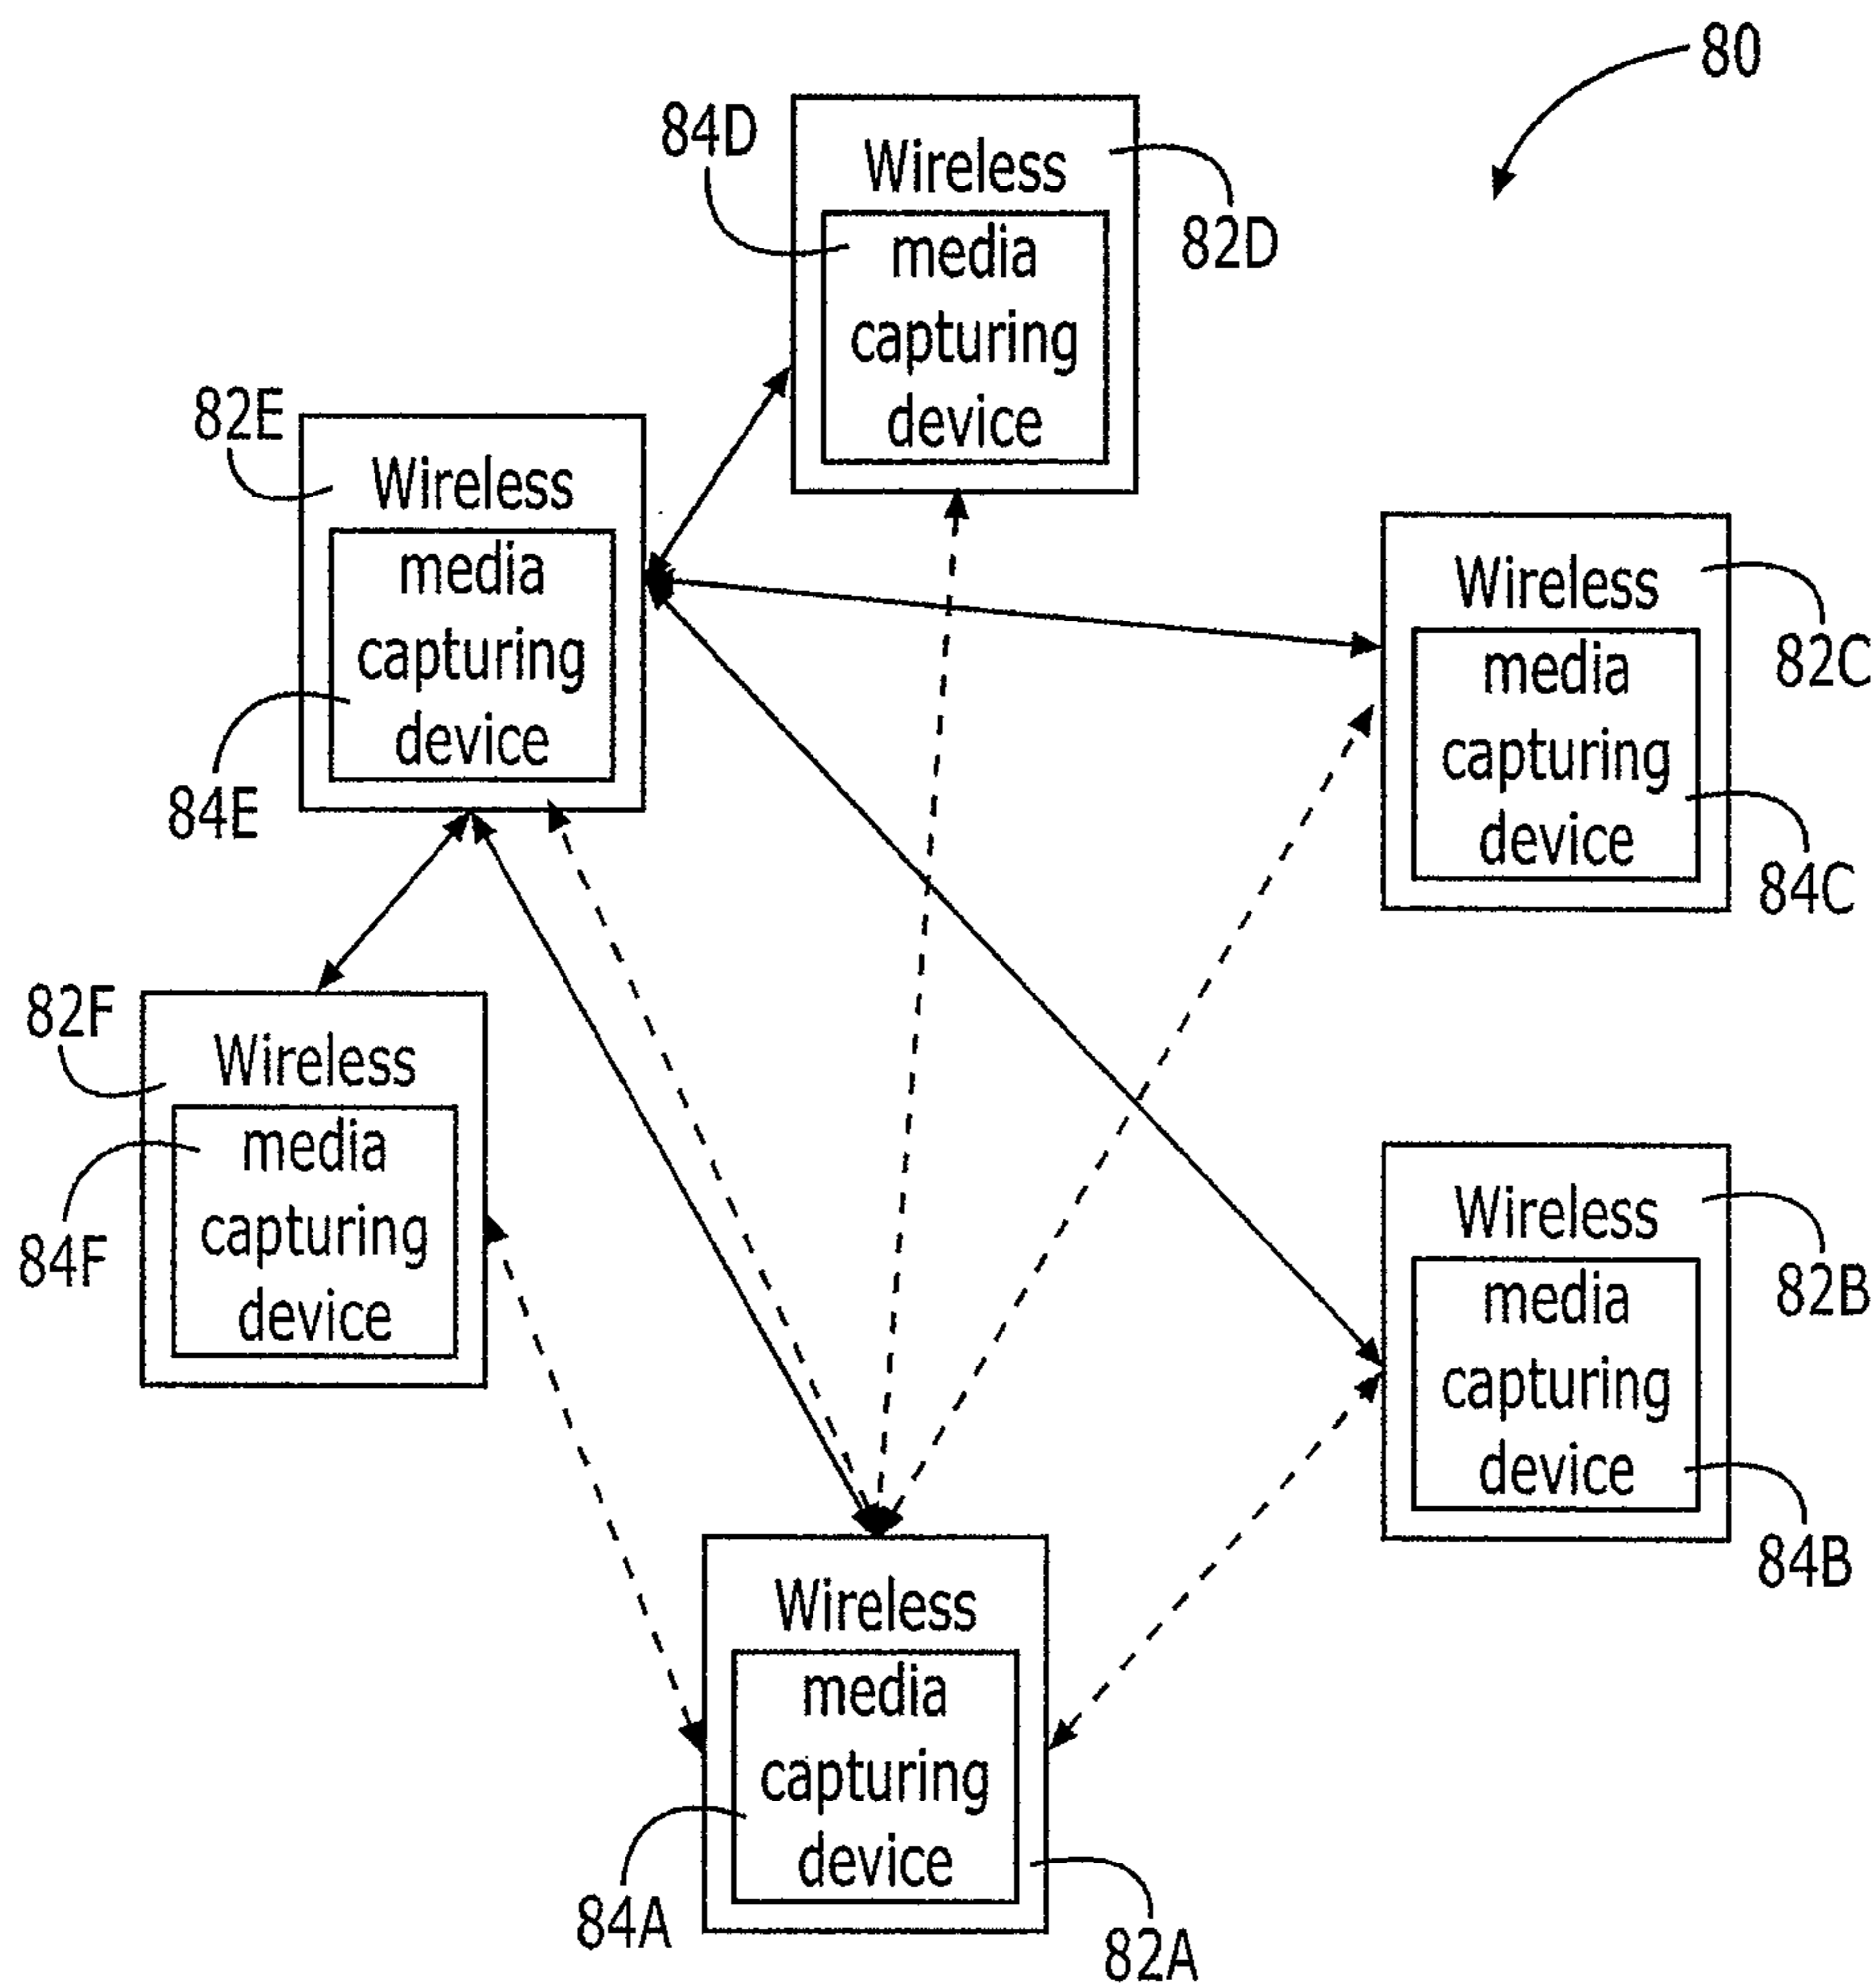 80
84D
Wireless
media
capturing
device
82D
82E
Wireless
media
capturing
device
84E
Wireless
media
capturing
device
82C
84C
82F
Wireless
media
capturing
device
84F
Wireless
media
capturing
device
82B
84B
Wireless
media
capturing
device
84A
82A